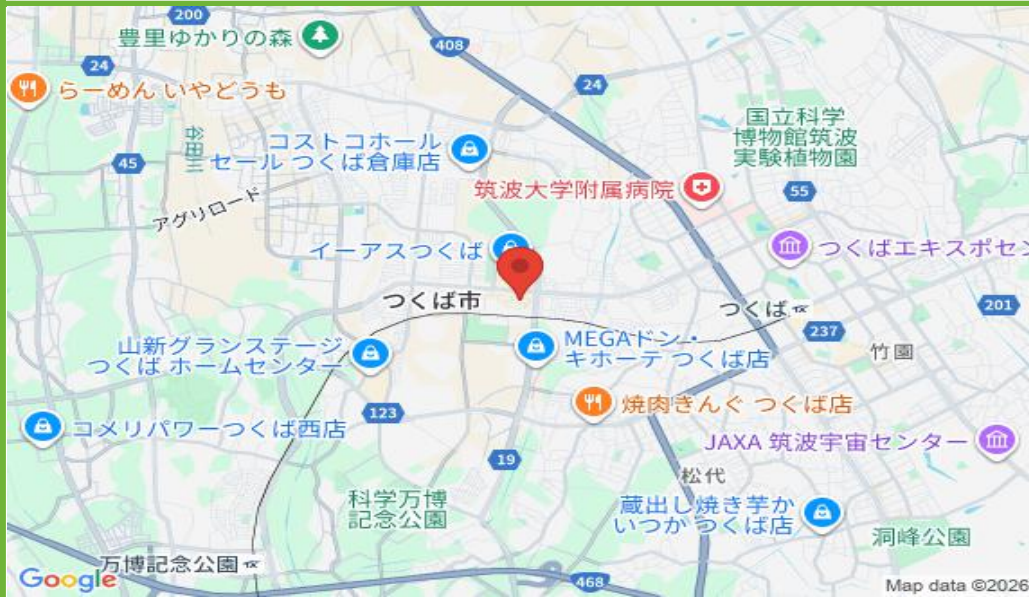 200
豊里ゆかりの森
408
24
24
らーめん いやどうも
国立科学
博物館筑波
実験植物園
谷田川
コストコホール
セール つくば倉庫店
45
筑波大学附属病院
55
アグリロード
イーアスつくば
つくばエキスポセン
つくば市
つくば
201
237
MEGAドン・
キホーテ つくば店
山新グランステージ
つくば ホームセンター
竹園
123
焼肉きんぐ つくば店
コメリパワーつくば西店
JAXA 筑波宇宙センター
19
松代
科学万博
記念公園
蔵出し焼き芋か
いつか つくば店
洞峰公園
万博記念公園
468
Google
Map data ©2026